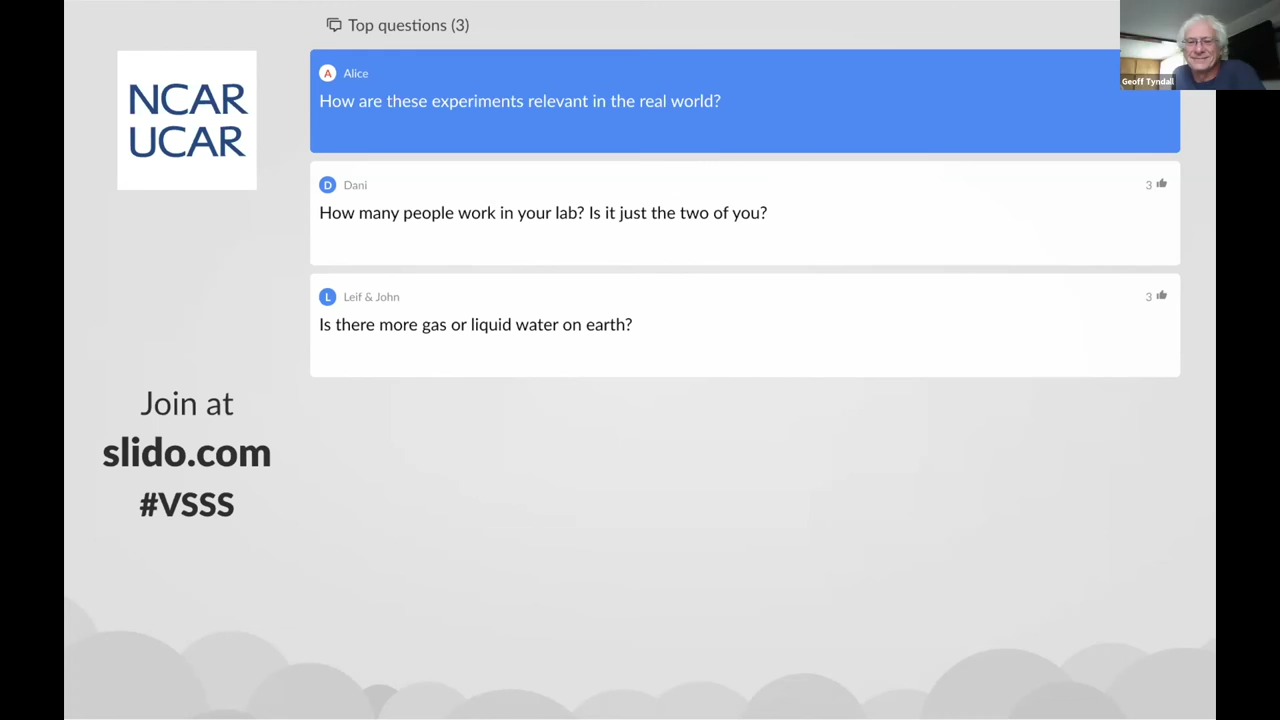 Top questions (3)
NCAR
UCAR
A Alice
How are these experiments relevant in the real world?
Geoff Tyndall
D Dani
3
How many people work in your lab? Is it just the two of you?
L Leif & John
3
Is there more gas or liquid water on earth?
Join at
slido.com
#VSSS